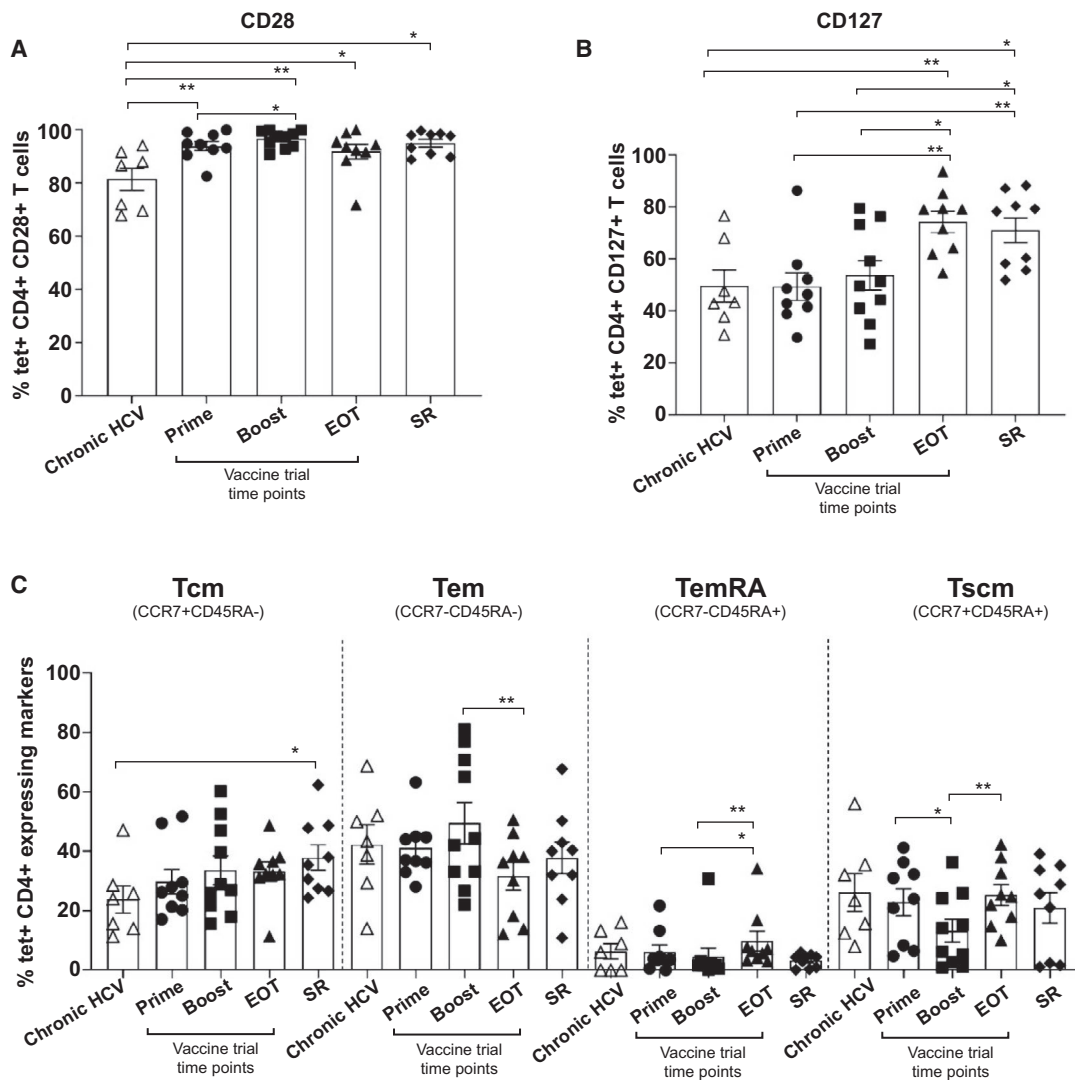 CD28
A
*
*
**
**
*
% tet+ CD4+ CD28+ T cells
100
80
60
40
20
0
Chronic HCV
Prime
Boost
EOT
SR
Vaccine trial
time points
CD127
B
*
**
*
**
*
**
% tet+ CD4+ CD127+ T cells
100
80
60
40
20
0
Chronic HCV
Prime
Boost
EOT
SR
Vaccine trial
time points
C
Tcm
(CCR7+CD45RA-)
Tem
(CCR7-CD45RA-)
TemRA
(CCR7-CD45RA+)
Tscm
(CCR7+CD45RA+)
% tet+ CD4+ expressing markers
100
80
60
40
20
0
*
**
**
*
*
**
Chronic HCV
Prime
Boost
EOT
SR
Vaccine trial
time points
Chronic HCV
Prime
Boost
EOT
SR
Vaccine trial
time points
Chronic HCV
Prime
Boost
EOT
SR
Vaccine trial
time points
Chronic HCV
Prime
Boost
EOT
SR
Vaccine trial
time points